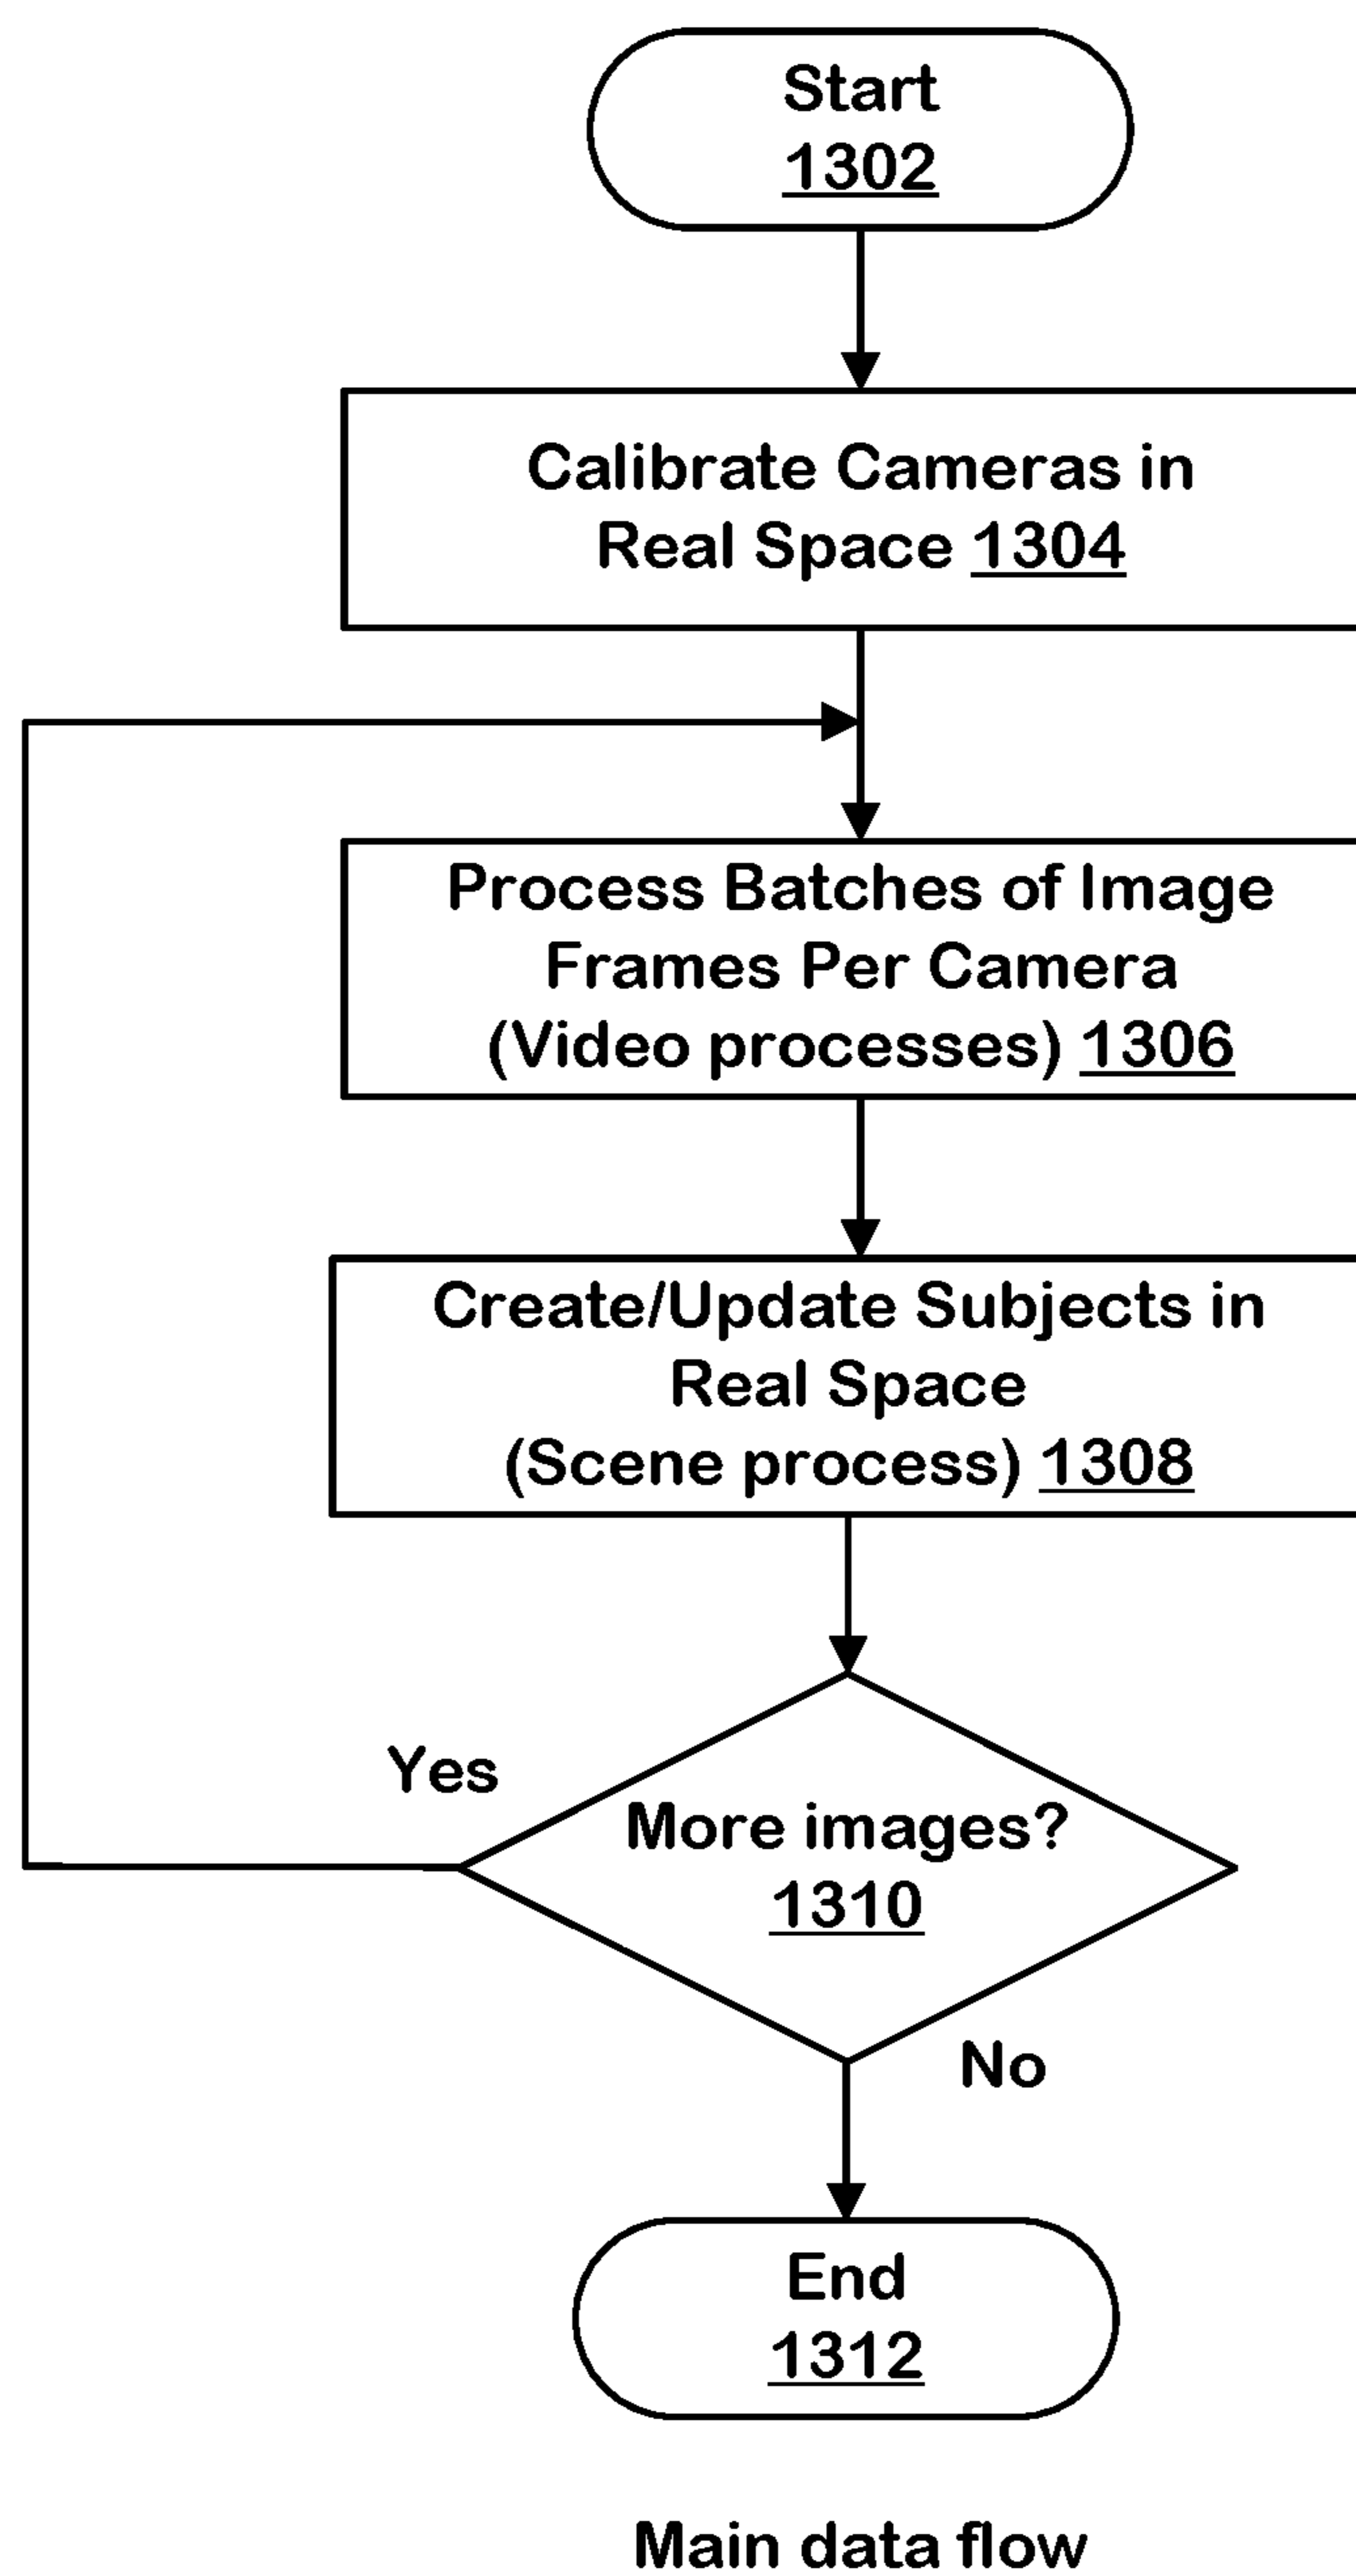 Start
1302
Calibrate Cameras in
Real Space 1304
Process Batches of Image
Frames Per Camera
(Video processes) 1306
Create/Update Subjects in
Real Space
(Scene process) 1308
Yes
More images?
1310
No
End
1312
Main data flow